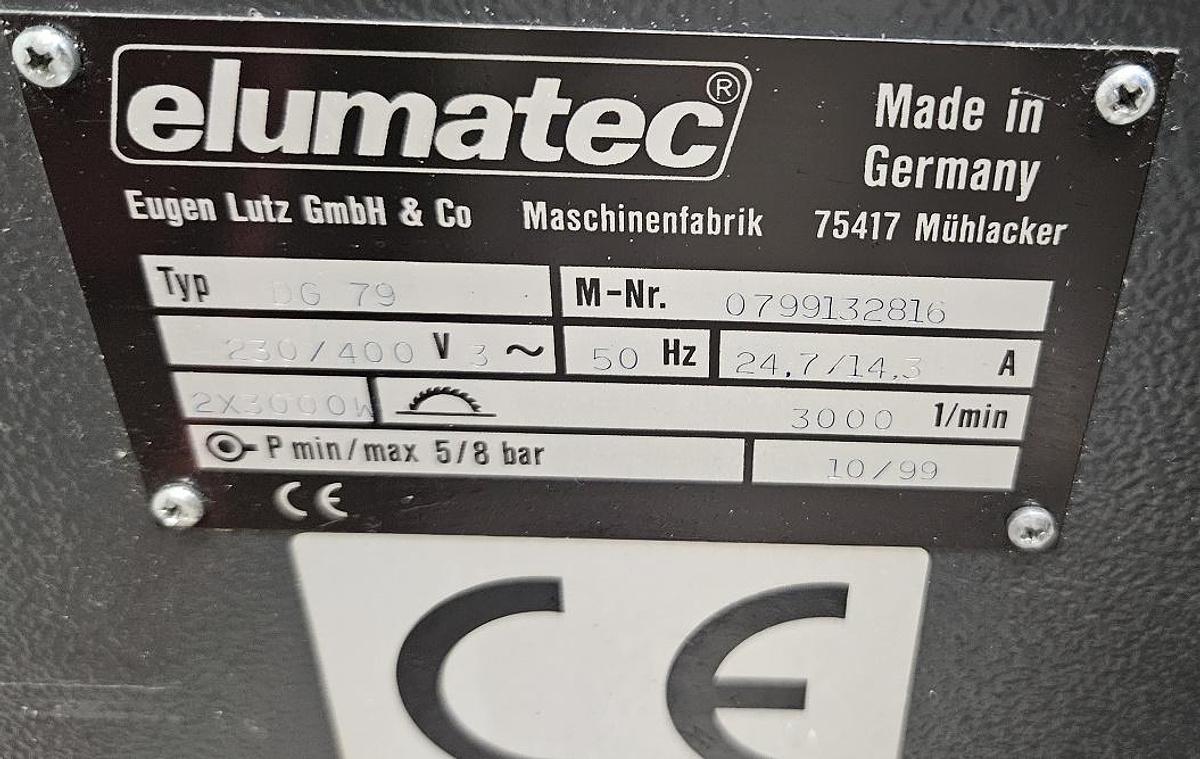 elumatec®
Made in
Germany
Eugen Lutz GmbH & Co Maschinenfabrik 75417 Mühlacker
Typ DG 79 M-Nr. 0799132816
230/400 V 3 ~ 50 Hz 24,7/14,3 A
2X3000W 3000 1/min
P min/max 5/8 bar 10/99
CE
CE